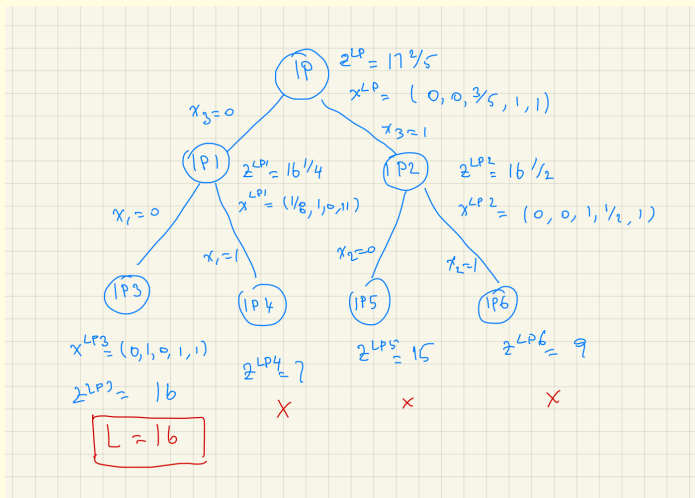 IP
z^LP = 17 2/5
x^LP = (0, 0, 3/5, 1, 1)
x₃=0
x₃=1
IP1
z^LP1 = 16 1/4
x^LP1 = (1/8, 1, 0, 1 1)
IP2
z^LP2 = 16 1/2
x^LP2 = (0, 0, 1, 1/2, 1)
x₁=0
x₁=1
x₂=0
x₂=1
IP3
IP4
IP5
IP6
x^LP3 = (0, 1, 0, 1, 1)
z^LP3 = 16
L = 16
z^LP4 = 7
X
z^LP5 = 15
x
z^LP6 = 9
X